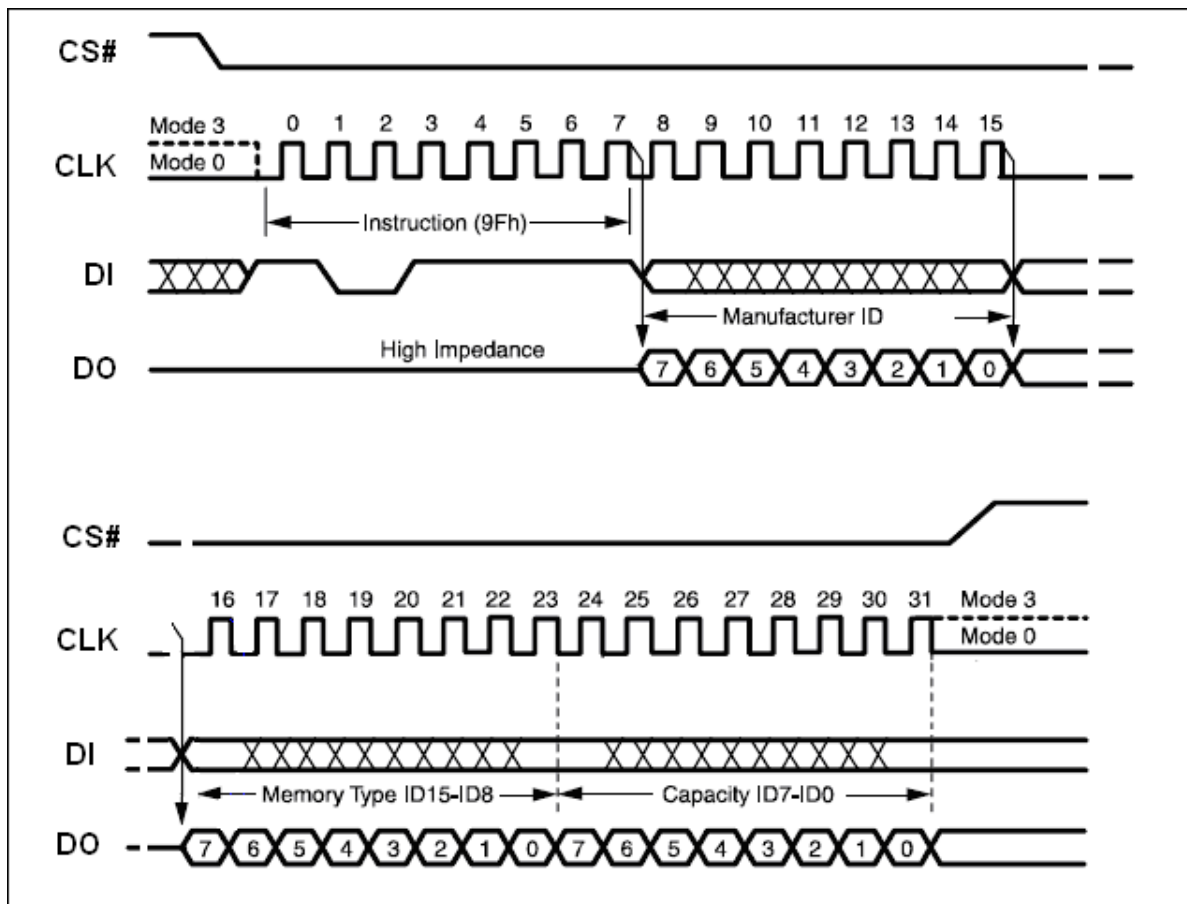 CS#
Mode 3
0 1 2 3 4 5 6 7 8 9 10 11 12 13 14 15
CLK
Mode 0
Instruction (9Fh)
DI
Manufacturer ID
High Impedance
DO
7 6 5 4 3 2 1 0
CS#
16 17 18 19 20 21 22 23 24 25 26 27 28 29 30 31
Mode 3
CLK
Mode 0
DI
Memory Type ID15-ID8
Capacity ID7-ID0
DO
7 6 5 4 3 2 1 0 7 6 5 4 3 2 1 0